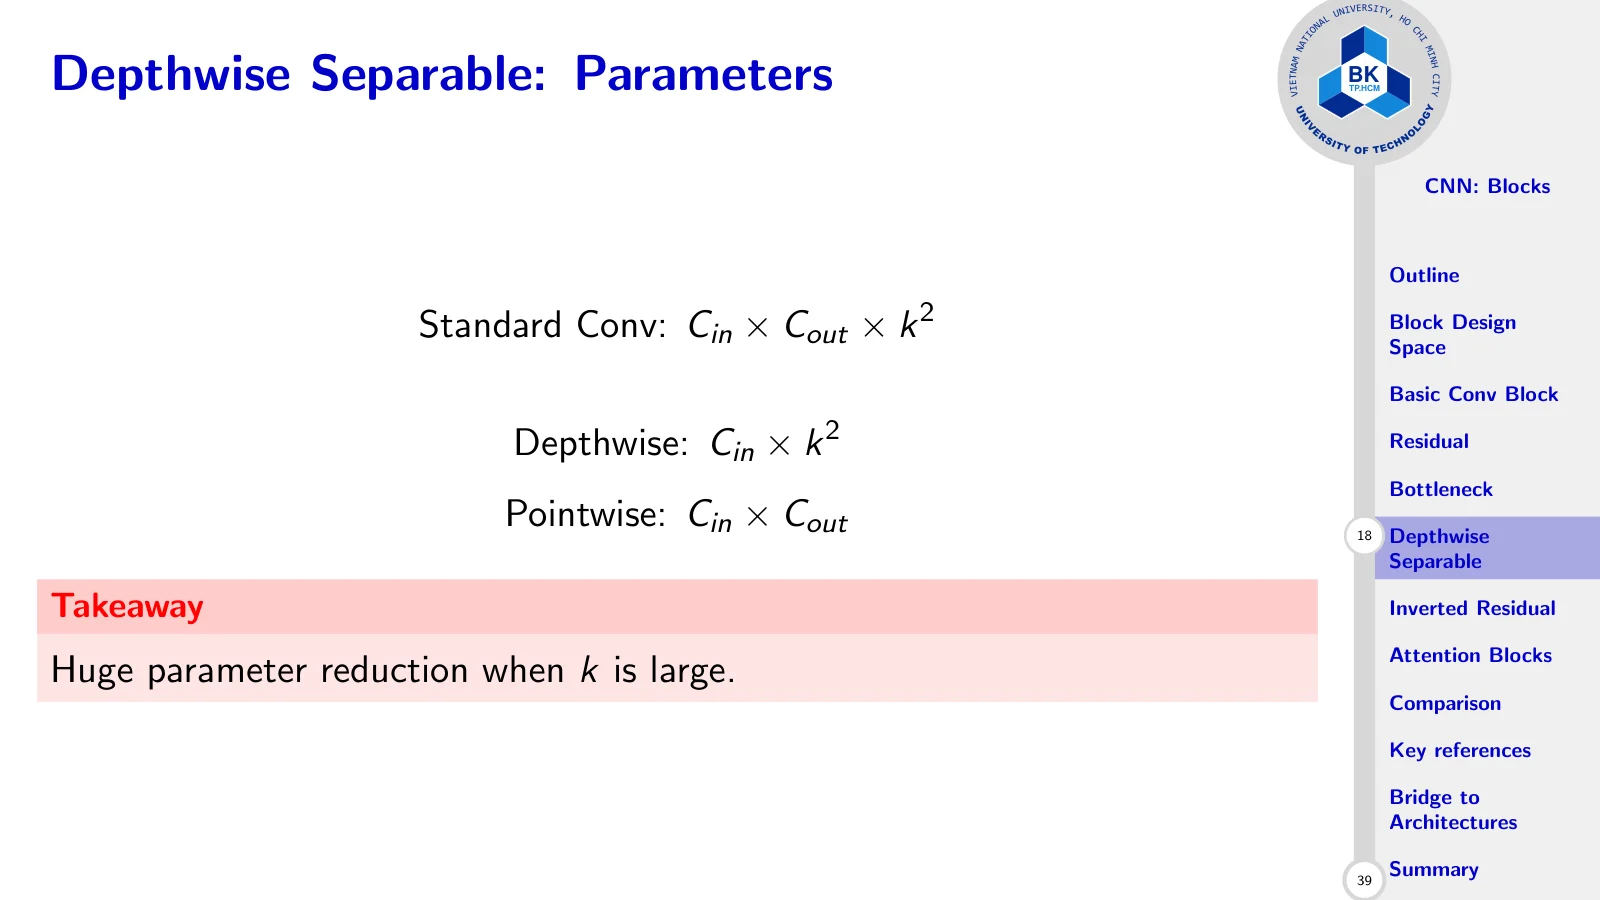 Depthwise Separable: Parameters
Standard Conv: C_in × C_out × k²
Depthwise: C_in × k²
Pointwise: C_in × C_out
Takeaway
Huge parameter reduction when k is large.
VIETNAM NATIONAL UNIVERSITY, HO CHI MINH CITY
BK
TP.HCM
UNIVERSITY OF TECHNOLOGY
CNN: Blocks
Outline
Block Design
Space
Basic Conv Block
Residual
Bottleneck
18
Depthwise
Separable
Inverted Residual
Attention Blocks
Comparison
Key references
Bridge to
Architectures
Summary
39